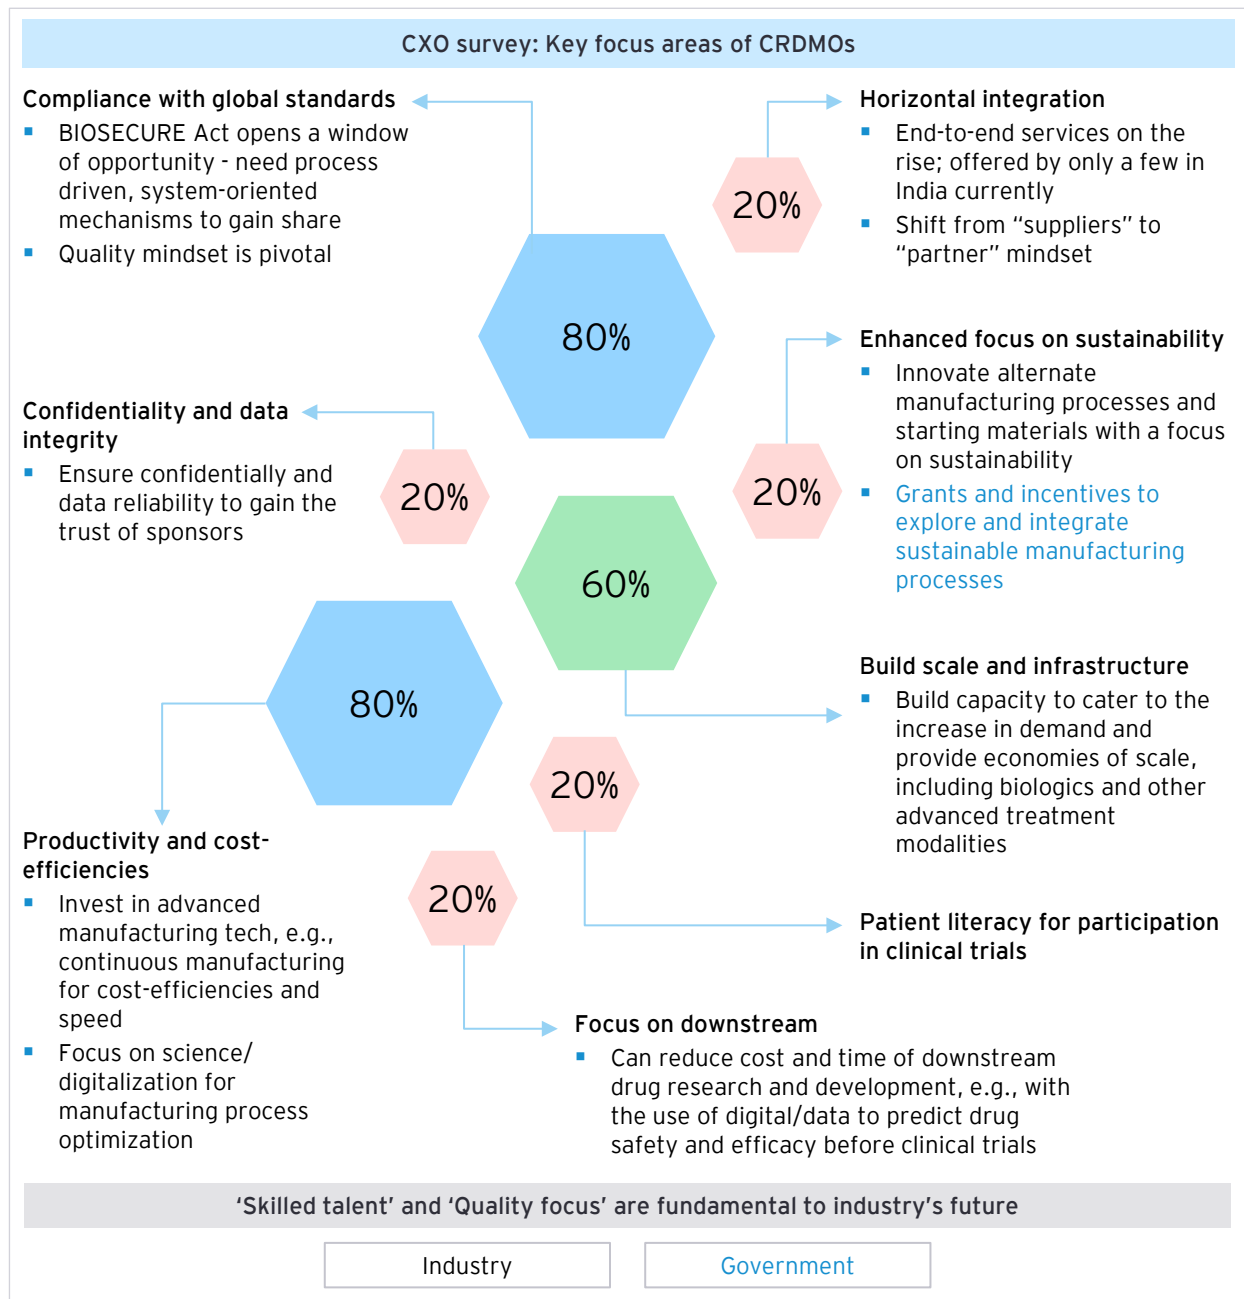 CXO survey: Key focus areas of CRDMOs
Compliance with global standards
▪ BIOSECURE Act opens a window
of opportunity - need process
driven, system-oriented
mechanisms to gain share
▪ Quality mindset is pivotal
80%
Horizontal integration
▪ End-to-end services on the
rise; offered by only a few in
India currently
▪ Shift from “suppliers” to
“partner” mindset
20%
Enhanced focus on sustainability
▪ Innovate alternate
manufacturing processes and
starting materials with a focus
on sustainability
▪ Grants and incentives to
explore and integrate
sustainable manufacturing
processes
20%
Confidentiality and data
integrity
▪ Ensure confidentially and
data reliability to gain the
trust of sponsors
20%
60%
Build scale and infrastructure
▪ Build capacity to cater to the
increase in demand and
provide economies of scale,
including biologics and other
advanced treatment
modalities
80%
Productivity and cost-
efficiencies
▪ Invest in advanced
manufacturing tech, e.g.,
continuous manufacturing
for cost-efficiencies and
speed
▪ Focus on science/
digitalization for
manufacturing process
optimization
20%
Patient literacy for participation
in clinical trials
20%
Focus on downstream
▪ Can reduce cost and time of downstream
drug research and development, e.g., with
the use of digital/data to predict drug
safety and efficacy before clinical trials
‘Skilled talent’ and ‘Quality focus’ are fundamental to industry’s future
Industry
Government